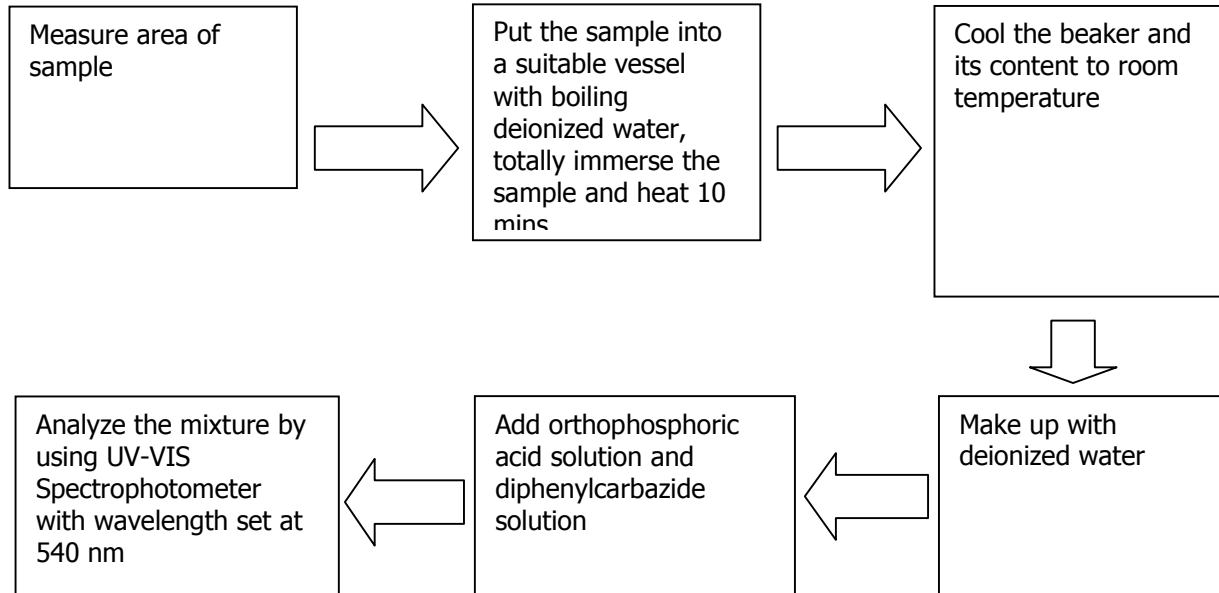 Measure area of
sample
Put the sample into
a suitable vessel
with boiling
deionized water,
totally immerse the
sample and heat 10
mins
Cool the beaker and
its content to room
temperature
Make up with
deionized water
Add orthophosphoric
acid solution and
diphenylcarbazide
solution
Analyze the mixture by
using UV-VIS
Spectrophotometer
with wavelength set at
540 nm